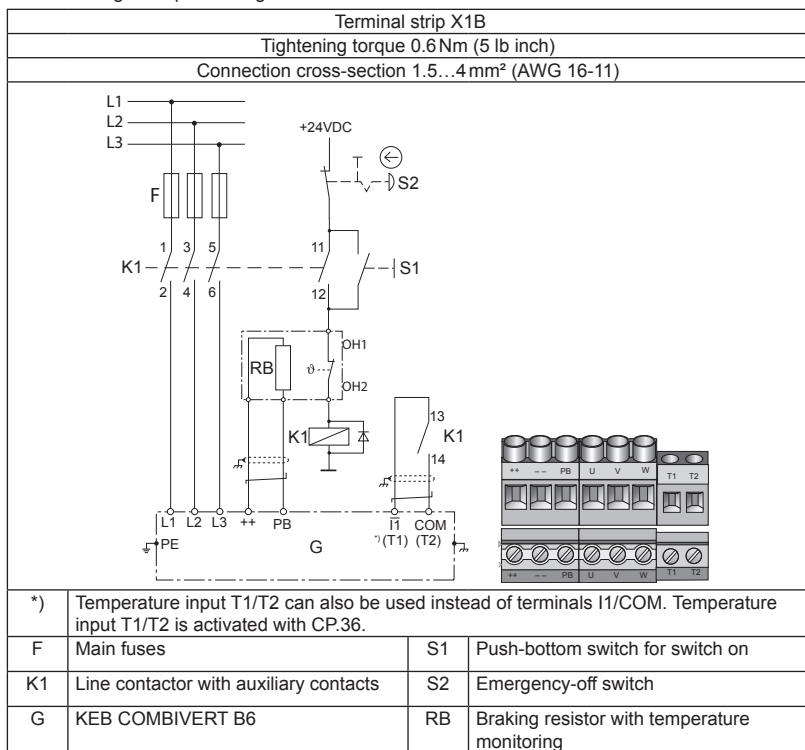 Terminal strip X1B
Tightening torque 0.6 Nm (5 lb inch)
Connection cross-section 1.5…4 mm² (AWG 16-11)
L1
L2
L3
+24VDC
S2
F
1 3 5 11
K1 S1
2 4 6 12
OH1
RB ϑ
OH2
13
K1 K1
14
++ -- PB U V W T1 T2
L1 L2 L3 ++ PB I1 COM
*) (T1) (T2)
PE G
++ -- PB U V W T1 T2
*) Temperature input T1/T2 can also be used instead of terminals I1/COM. Temperature
input T1/T2 is activated with CP.36.
F Main fuses S1 Push-bottom switch for switch on
K1 Line contactor with auxiliary contacts S2 Emergency-off switch
G KEB COMBIVERT B6 RB Braking resistor with temperature
monitoring